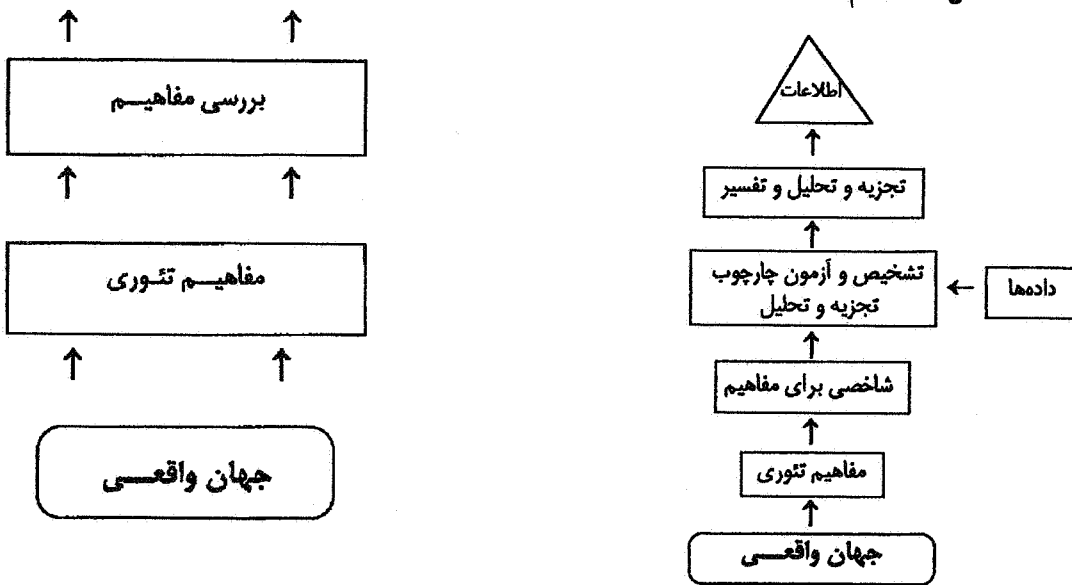 بررسی مفاهیم
مفاهیم تئوری
جهان واقعی
اطلاعات
تجزیه و تحلیل و تفسیر
تشخیص و آزمون چارچوب
تجزیه و تحلیل
داده‌ها
شاخصی برای مفاهیم
مفاهیم تئوری
جهان واقعی